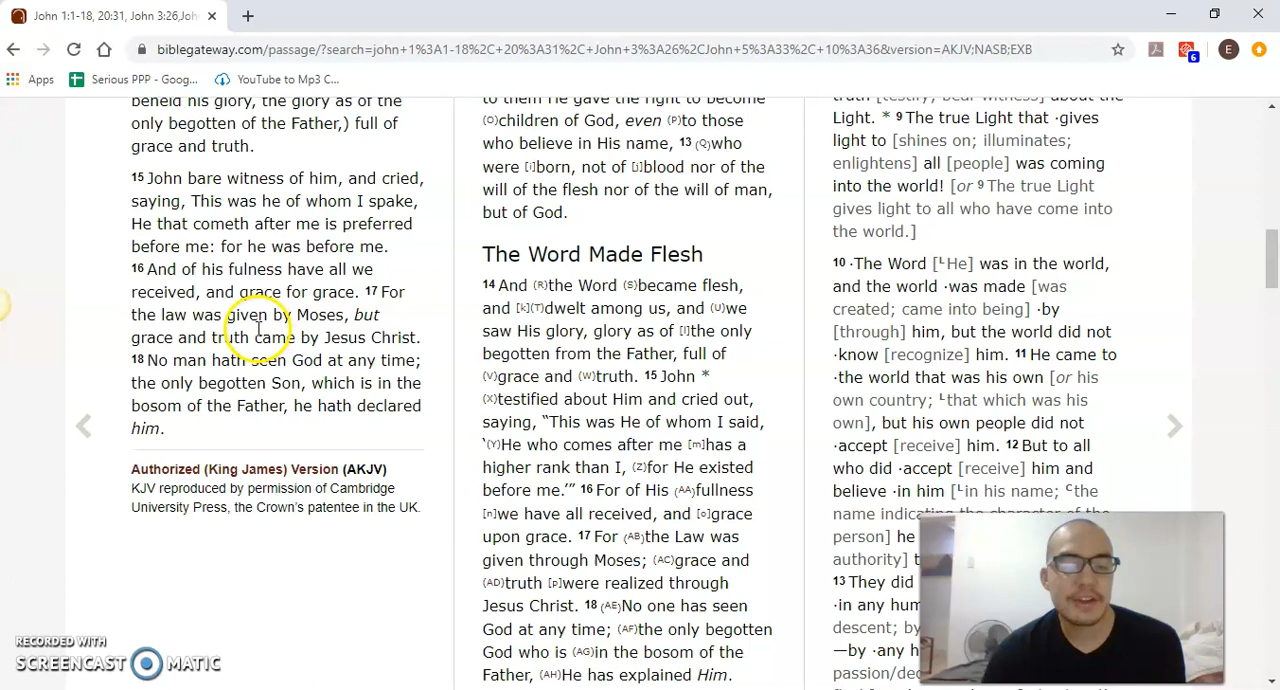 John 1:1-18, 20:31, John 3:26,Joh
biblegateway.com/passage/?search=john+1%3A1-18%2C+20%3A31%2C+John+3%3A26%2CJohn+5%3A33%2C+10%3A36&version=AKJV;NASB;EXB
E
6
Apps
Serious PPP - Goog...
YouTube to Mp3 C...
beheld his glory, the glory as of the
only begotten of the Father,) full of
grace and truth.
15 John bare witness of him, and cried,
saying, This was he of whom I spake,
He that cometh after me is preferred
before me: for he was before me.
16 And of his fulness have all we
received, and grace for grace. 17 For
the law was given by Moses, but
grace and truth came by Jesus Christ.
18 No man hath seen God at any time;
the only begotten Son, which is in the
bosom of the Father, he hath declared
him.
Authorized (King James) Version (AKJV)
KJV reproduced by permission of Cambridge
University Press, the Crown's patentee in the UK.
to them He gave the right to become
(O)children of God, even (P)to those
who believe in His name, 13 (Q)who
were [i]born, not of [j]blood nor of the
will of the flesh nor of the will of man,
but of God.
The Word Made Flesh
14 And (R)the Word (S)became flesh,
and [k](T)dwelt among us, and (U)we
saw His glory, glory as of [l]the only
begotten from the Father, full of
(V)grace and (W)truth. 15 John *
(X)testified about Him and cried out,
saying, “This was He of whom I said,
‘(Y)He who comes after me [m]has a
higher rank than I, (Z)for He existed
before me.’” 16 For of His (AA)fullness
[n]we have all received, and [o]grace
upon grace. 17 For (AB)the Law was
given through Moses; (AC)grace and
(AD)truth [p]were realized through
Jesus Christ. 18 (AE)No one has seen
God at any time; (AF)the only begotten
God who is (AG)in the bosom of the
Father, (AH)He has explained Him.
truth [testify; bear witness] about the
Light. * 9 The true Light that ·gives
light to [shines on; illuminates;
enlightens] all [people] was coming
into the world! [or 9 The true Light
gives light to all who have come into
the world.]
10 ·The Word [LHe] was in the world,
and the world ·was made [was
created; came into being] ·by
[through] him, but the world did not
·know [recognize] him. 11 He came to
·the world that was his own [or his
own country; Lthat which was his
own], but his own people did not
·accept [receive] him. 12 But to all
who did ·accept [receive] him and
believe ·in him [Lin his name; Cthe
name indicating the character of the
person] he
authority] t
13 They did
·in any hum
descent; by
—by ·any h
passion/dec
RECORDED WITH
SCREENCAST MATIC